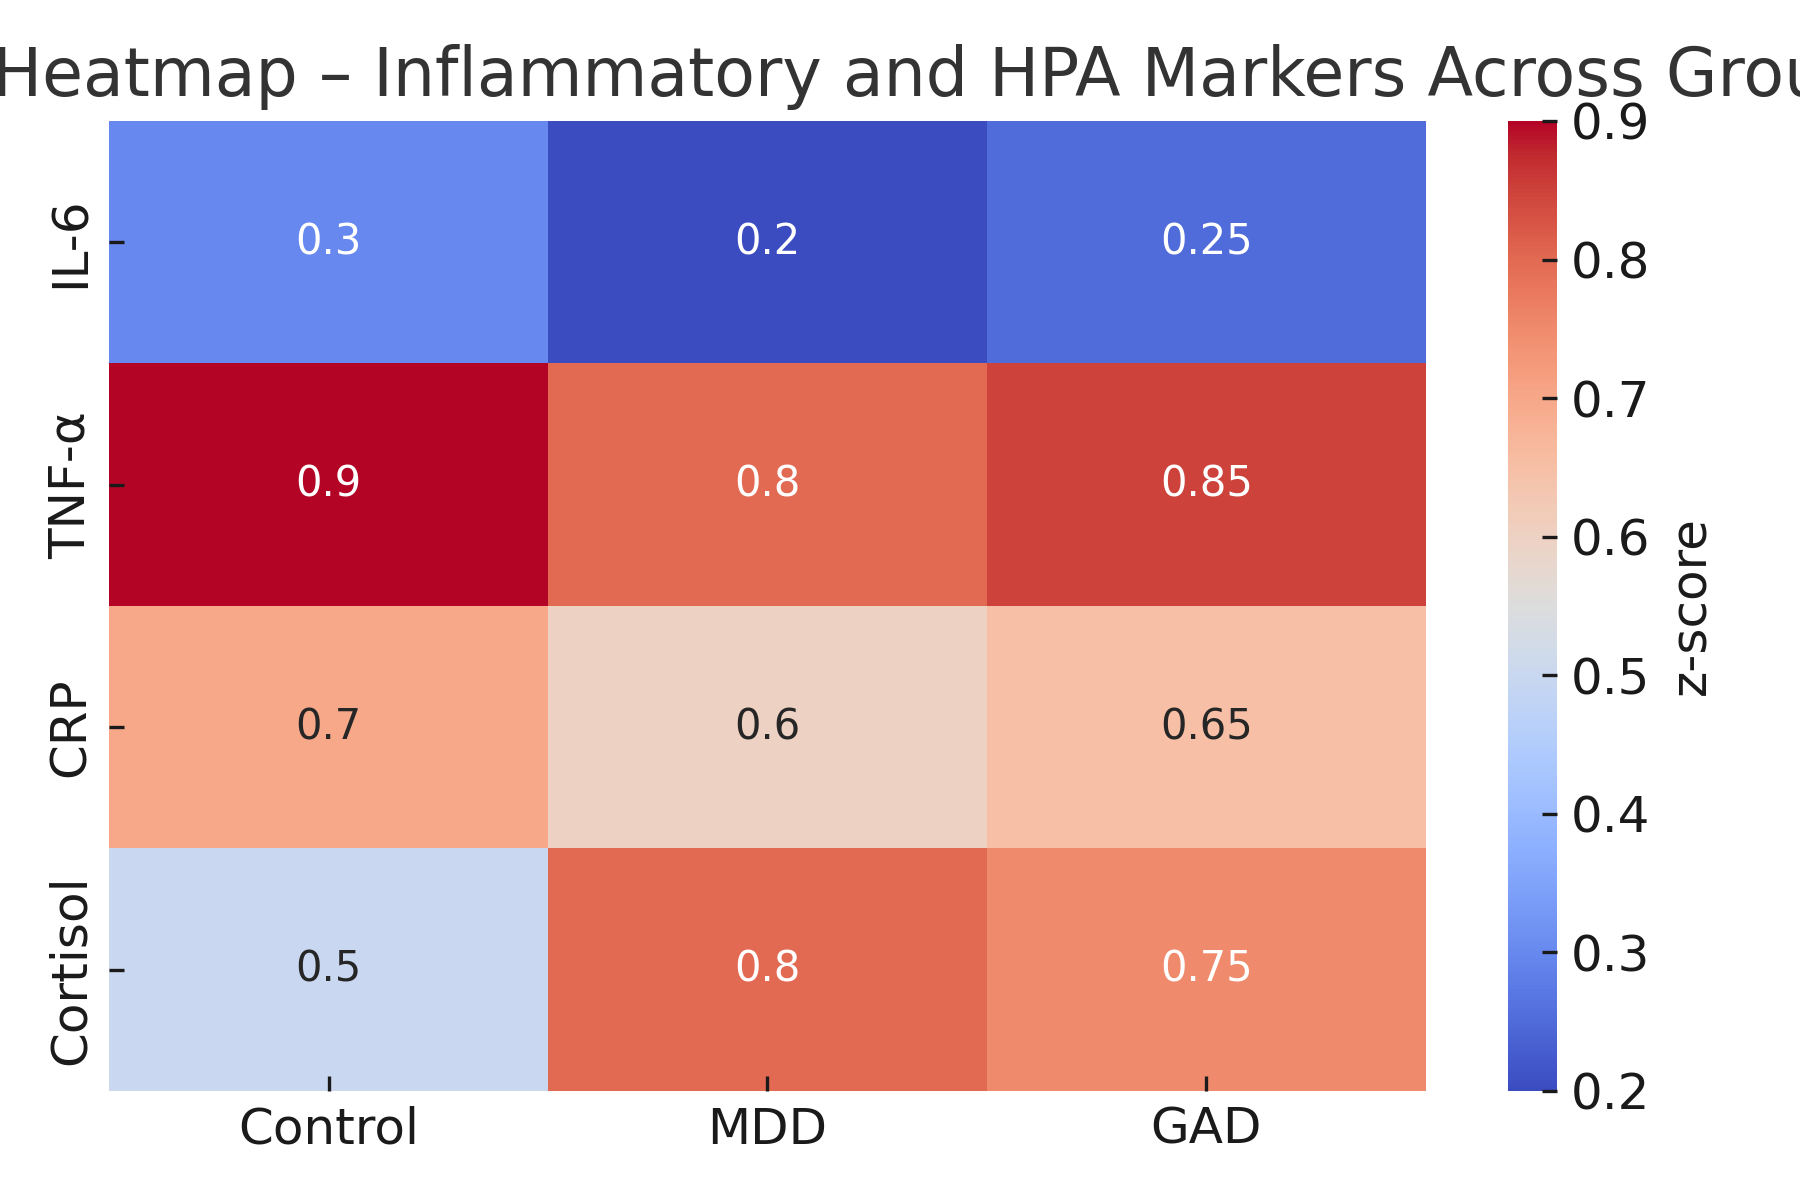 Heatmap – Inflammatory and HPA Markers Across Grou
IL-6
0.3 0.2 0.25
TNF-α
0.9 0.8 0.85
CRP
0.7 0.6 0.65
Cortisol
0.5 0.8 0.75
Control MDD GAD
0.9
0.8
0.7
0.6
0.5
0.4
0.3
0.2
z-score